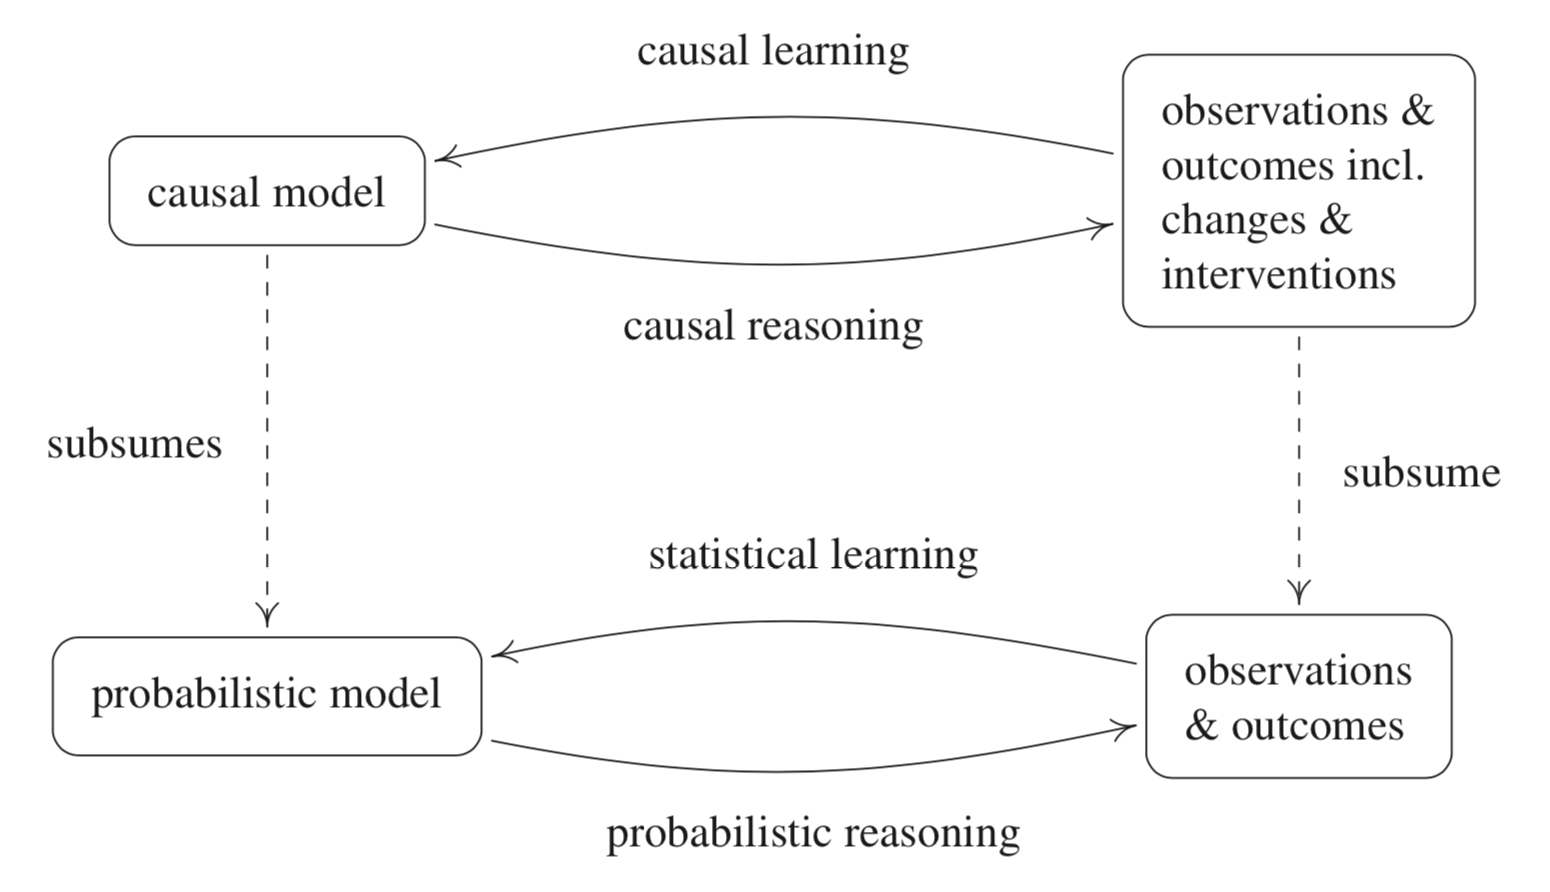 causal learning
observations &
outcomes incl.
changes &
interventions
causal model
causal reasoning
subsumes
subsume
statistical learning
probabilistic model
observations
& outcomes
probabilistic reasoning